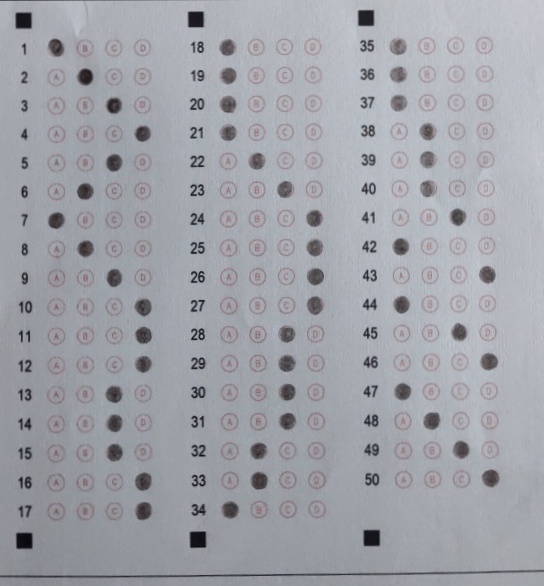 1 A B C D 18 A B C D 35 A B C D
2 A B C D 19 A B C D 36 A B C D
3 A B C D 20 A B C D 37 A B C D
4 A B C D 21 A B C D 38 A B C D
5 A B C D 22 A B C D 39 A B C D
6 A B C D 23 A B C D 40 A B C D
7 A B C D 24 A B C D 41 A B C D
8 A B C D 25 A B C D 42 A B C D
9 A B C D 26 A B C D 43 A B C D
10 A B C D 27 A B C D 44 A B C D
11 A B C D 28 A B C D 45 A B C D
12 A B C D 29 A B C D 46 A B C D
13 A B C D 30 A B C D 47 A B C D
14 A B C D 31 A B C D 48 A B C D
15 A B C D 32 A B C D 49 A B C D
16 A B C D 33 A B C D 50 A B C D
17 A B C D 34 A B C D